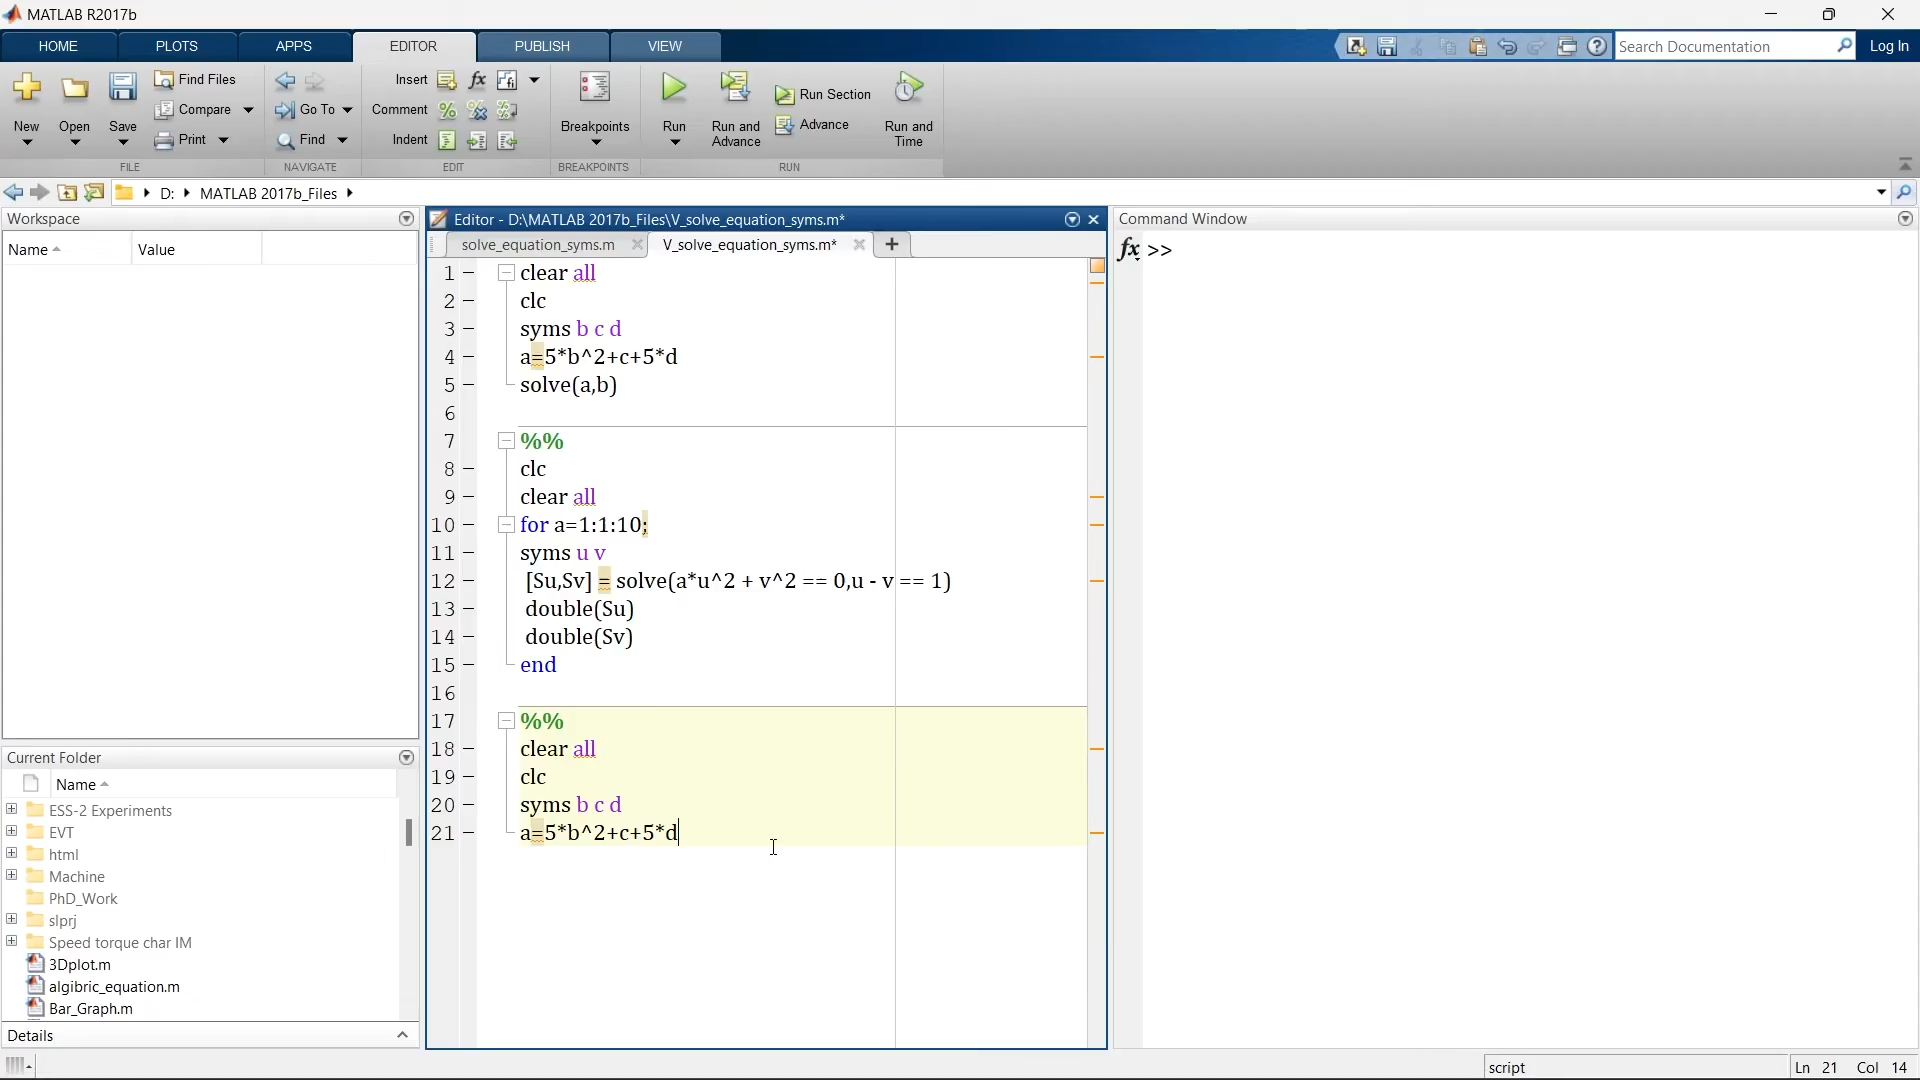 MATLAB R2017b
HOME PLOTS APPS EDITOR PUBLISH VIEW
Search Documentation
Log In
New
Open
Save
Find Files
Compare
Print
FILE
Go To
Find
NAVIGATE
Insert
Comment
Indent
EDIT
Breakpoints
BREAKPOINTS
Run
Run and Advance
Run Section
Advance
Run and Time
RUN
D: MATLAB 2017b_Files
Workspace
Name Value
Editor - D:\MATLAB 2017b_Files\V_solve_equation_syms.m*
solve_equation_syms.m V_solve_equation_syms.m*
1 clear all
2 clc
3 syms b c d
4 a=5*b^2+c+5*d
5 solve(a,b)
6
7 %%
8 clc
9 clear all
10 for a=1:1:10;
11 syms u v
12 [Su,Sv] = solve(a*u^2 + v^2 == 0,u - v == 1)
13 double(Su)
14 double(Sv)
15 end
16
17 %%
18 clear all
19 clc
20 syms b c d
21 a=5*b^2+c+5*d
Command Window
fx >>
Current Folder
Name
ESS-2 Experiments
EVT
html
Machine
PhD_Work
slprj
Speed torque char IM
3Dplot.m
algibric_equation.m
Bar_Graph.m
Details
script
Ln 21 Col 14